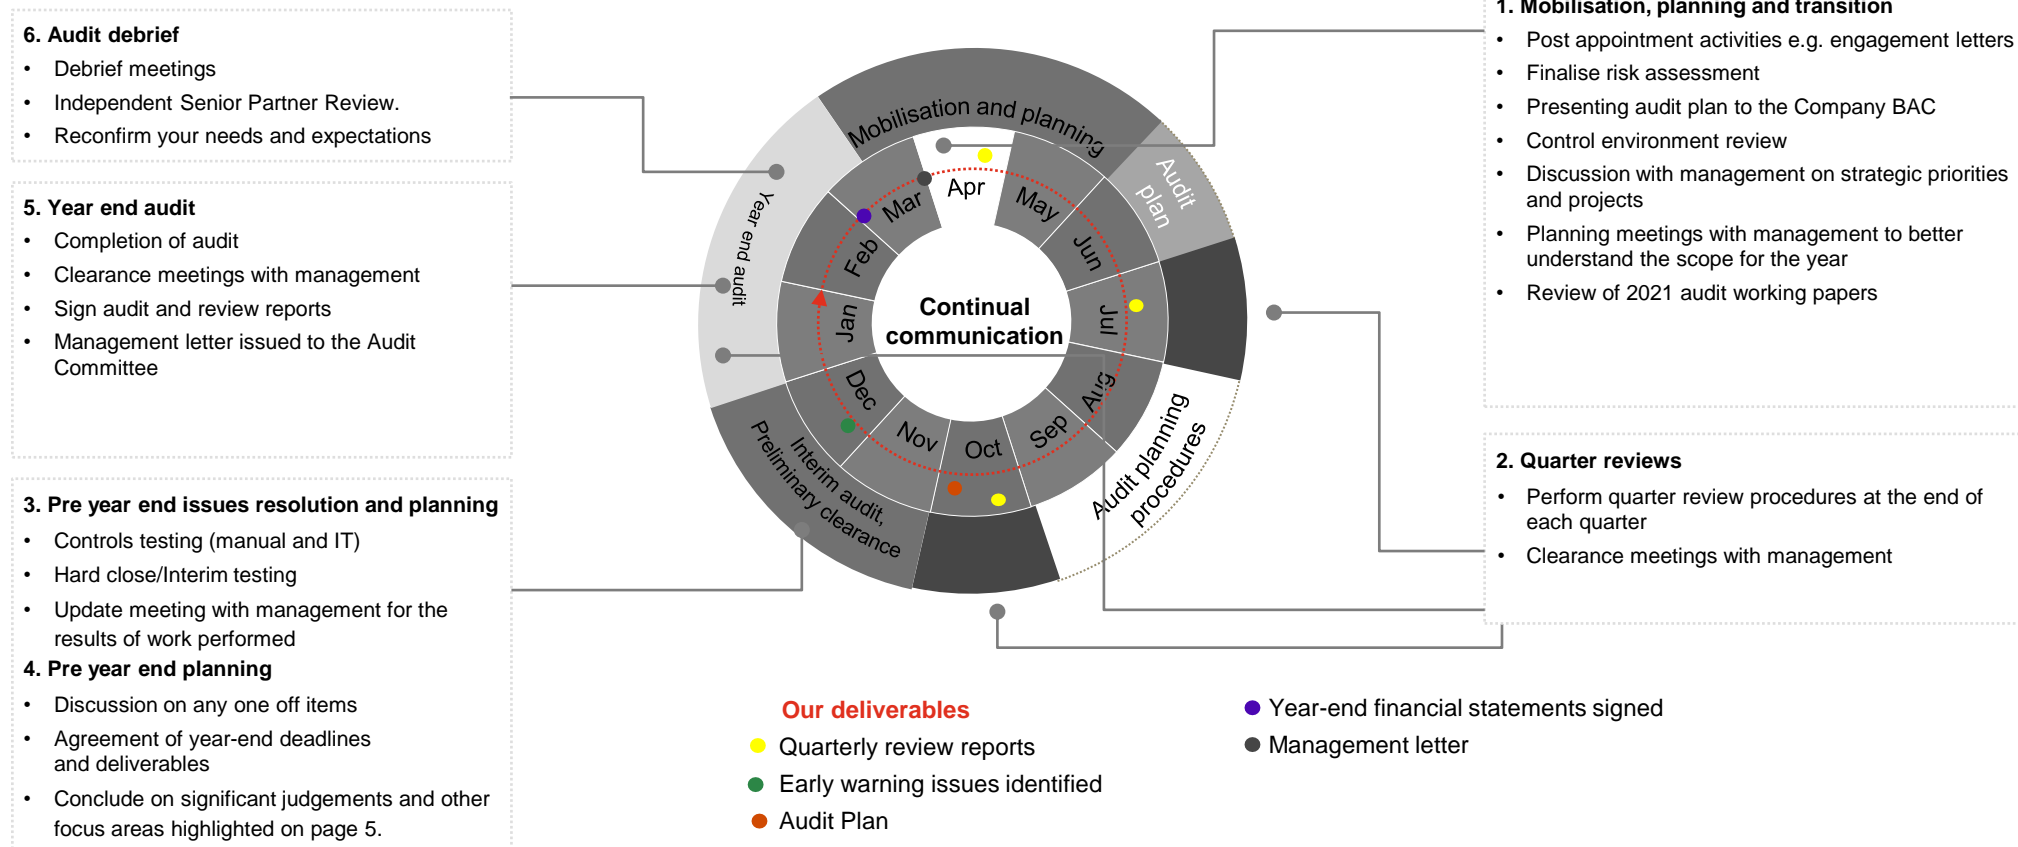 6. Audit debrief
• Debrief meetings
• Independent Senior Partner Review.
• Reconfirm your needs and expectations
5. Year end audit
• Completion of audit
• Clearance meetings with management
• Sign audit and review reports
• Management letter issued to the Audit
Committee
3. Pre year end issues resolution and planning
• Controls testing (manual and IT)
• Hard close/Interim testing
• Update meeting with management for the
results of work performed
4. Pre year end planning
• Discussion on any one off items
• Agreement of year-end deadlines
and deliverables
• Conclude on significant judgements and other
focus areas highlighted on page 5.
Mobilisation and planning
Audit
plan
Audit planning
procedures
Interim audit,
Preliminary clearance
Year end audit
Apr
May
Jun
Jul
Aug
Sep
Oct
Nov
Dec
Jan
Feb
Mar
Continual
communication
1. Mobilisation, planning and transition
• Post appointment activities e.g. engagement letters
• Finalise risk assessment
• Presenting audit plan to the Company BAC
• Control environment review
• Discussion with management on strategic priorities
and projects
• Planning meetings with management to better
understand the scope for the year
• Review of 2021 audit working papers
2. Quarter reviews
• Perform quarter review procedures at the end of
each quarter
• Clearance meetings with management
Our deliverables
Quarterly review reports
Early warning issues identified
Audit Plan
Year-end financial statements signed
Management letter